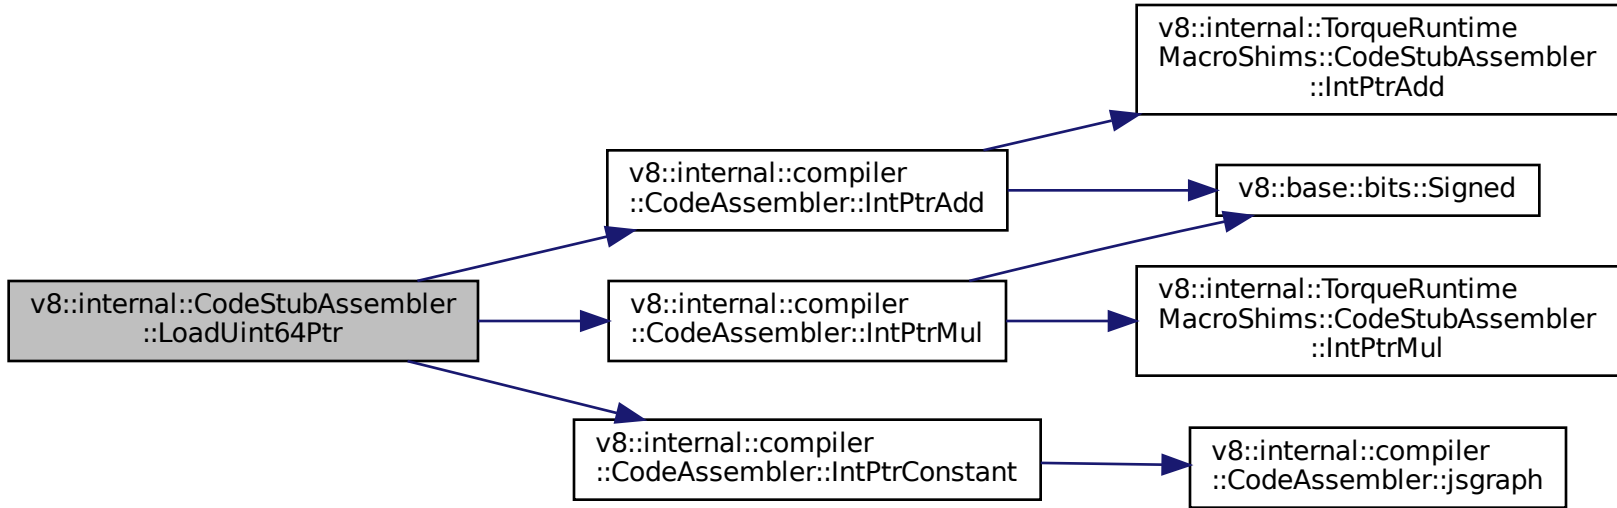 v8::internal::CodeStubAssembler
::LoadUint64Ptr
v8::internal::compiler
::CodeAssembler::IntPtrAdd
v8::internal::TorqueRuntime
MacroShims::CodeStubAssembler
::IntPtrAdd
v8::base::bits::Signed
v8::internal::compiler
::CodeAssembler::IntPtrMul
v8::internal::TorqueRuntime
MacroShims::CodeStubAssembler
::IntPtrMul
v8::internal::compiler
::CodeAssembler::IntPtrConstant
v8::internal::compiler
::CodeAssembler::jsgraph